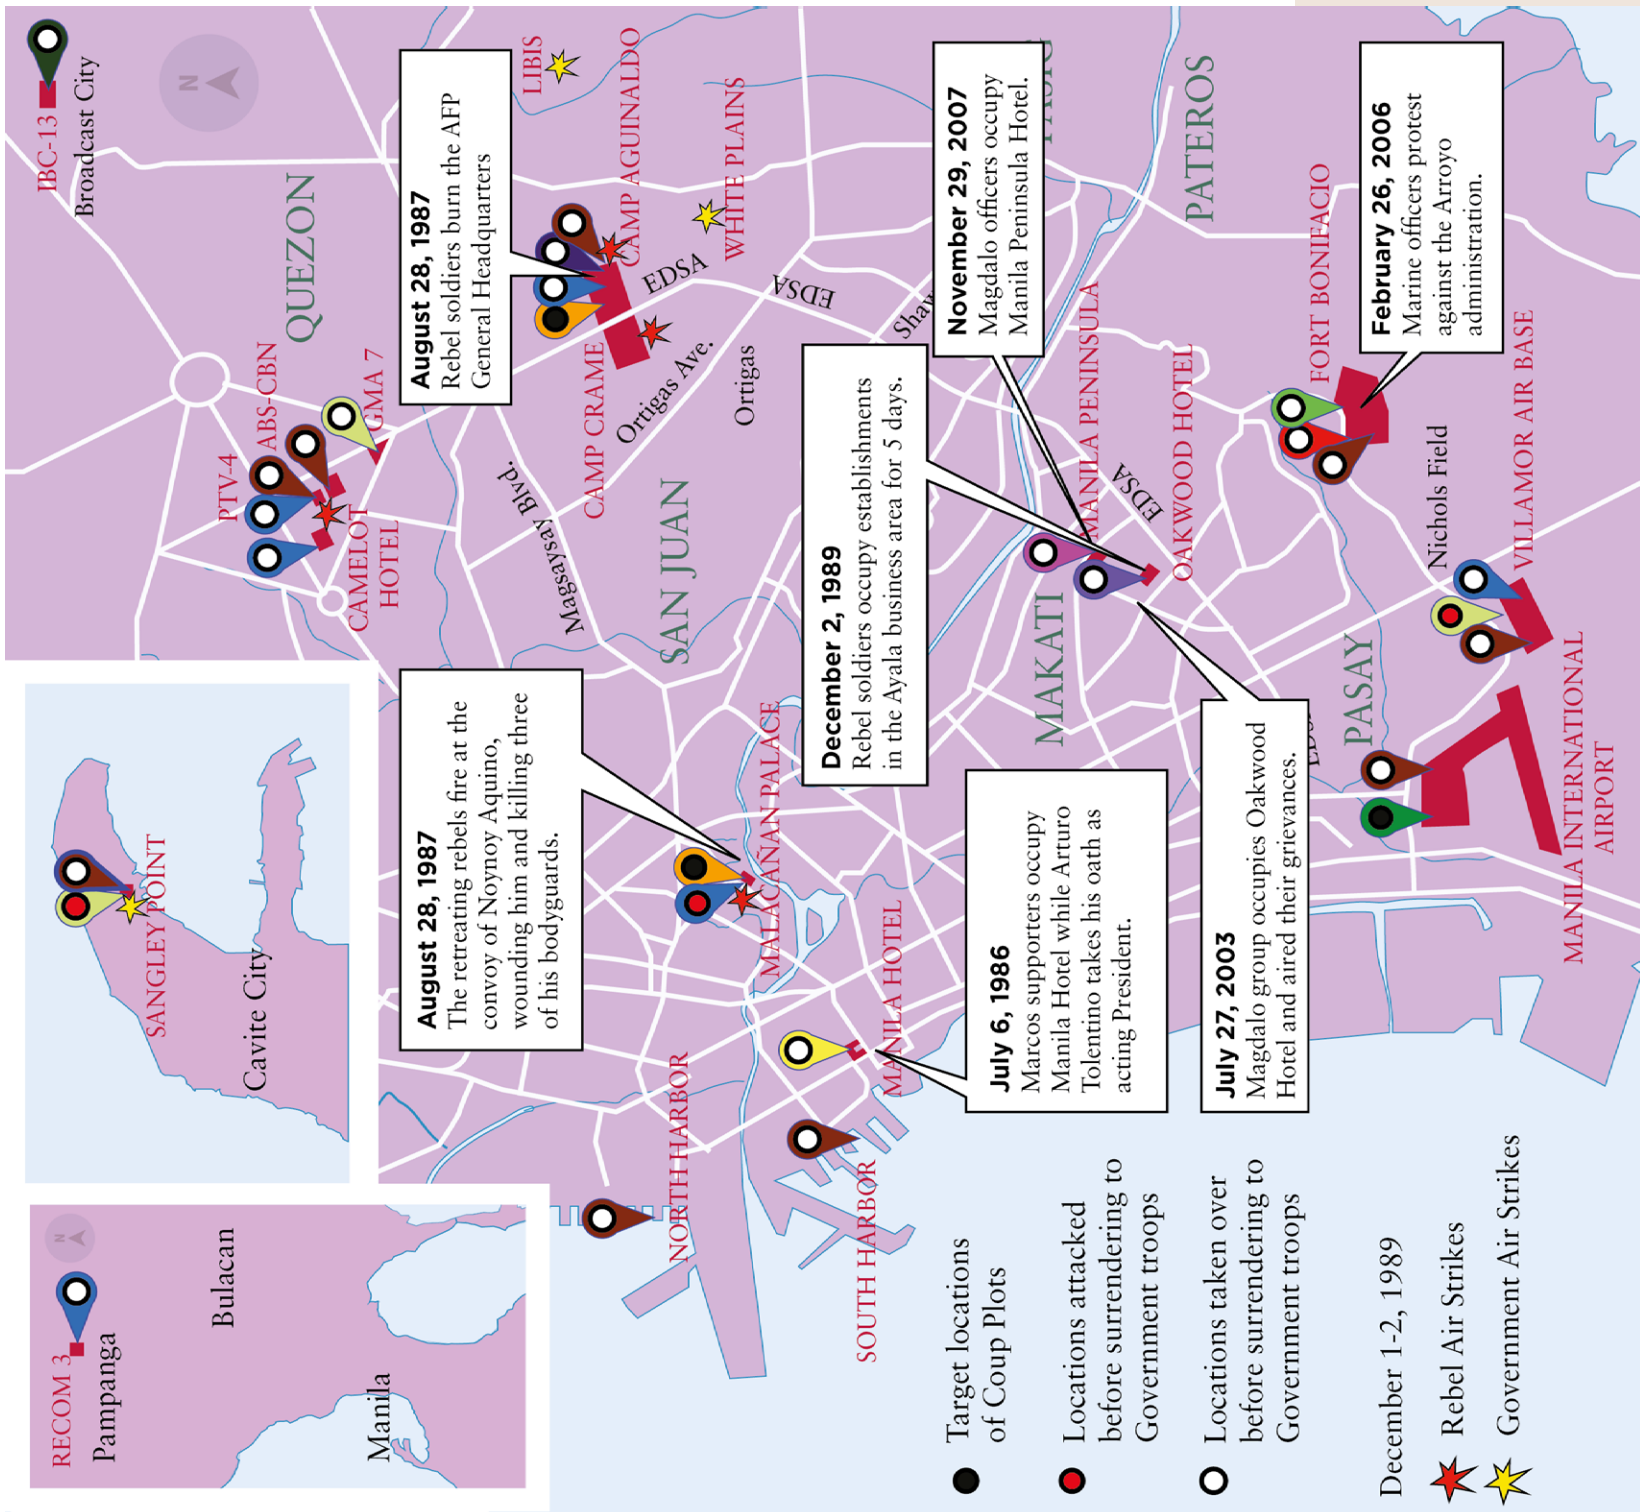 IBC-13
Broadcast City
N
QUEZON
LIBIS
CAMP AGUINALDO
WHITE PLAINS
EDSA
EDSA
PTV-4
ABS-CBN
GMA 7
CAMELOT
HOTEL
August 28, 1987
Rebel soldiers burn the AFP
General Headquarters
CAMP CRAME
Ortigas Ave.
Ortigas
Magsaysay Blvd.
SAN JUAN
PATEROS
November 29, 2007
Magdalo officers occupy
Manila Peninsula Hotel.
MANILA PENINSULA
EDSA
OAKWOOD HOTEL
MAKATI
FORT BONIFACIO
February 26, 2006
Marine officers protest
against the Arroyo
administration.
Nichols Field
VILLAMOR AIR BASE
PASAY
MANILA INTERNATIONAL
AIRPORT
December 2, 1989
Rebel soldiers occupy establishments
in the Ayala business area for 5 days.
August 28, 1987
The retreating rebels fire at the
convoy of Noynoy Aquino,
wounding him and killing three
of his bodyguards.
MALACAÑAN PALACE
MANILA HOTEL
July 6, 1986
Marcos supporters occupy
Manila Hotel while Arturo
Tolentino takes his oath as
acting President.
July 27, 2003
Magdalo group occupies Oakwood
Hotel and aired their grievances.
NORTH HARBOR
SOUTH HARBOR
SANGLEY POINT
Cavite City
N
RECOM 3
Pampanga
Bulacan
Manila
Target locations
of Coup Plots
Locations attacked
before surrendering to
Government troops
Locations taken over
before surrendering to
Government troops
December 1-2, 1989
Rebel Air Strikes
Government Air Strikes